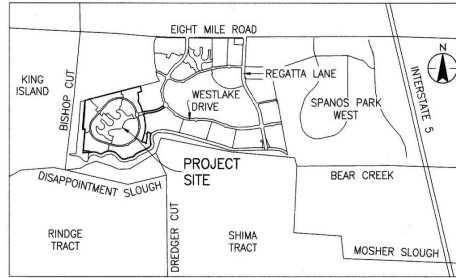 EIGHT MILE ROAD
N
KING
ISLAND
BISHOP CUT
REGATTA LANE
WESTLAKE
DRIVE
SPANOS PARK
WEST
INTERSTATE 5
PROJECT
SITE
DISAPPOINTMENT SLOUGH
BEAR CREEK
RINDGE
TRACT
DREDGER CUT
SHIMA
TRACT
MOSHER SLOUGH